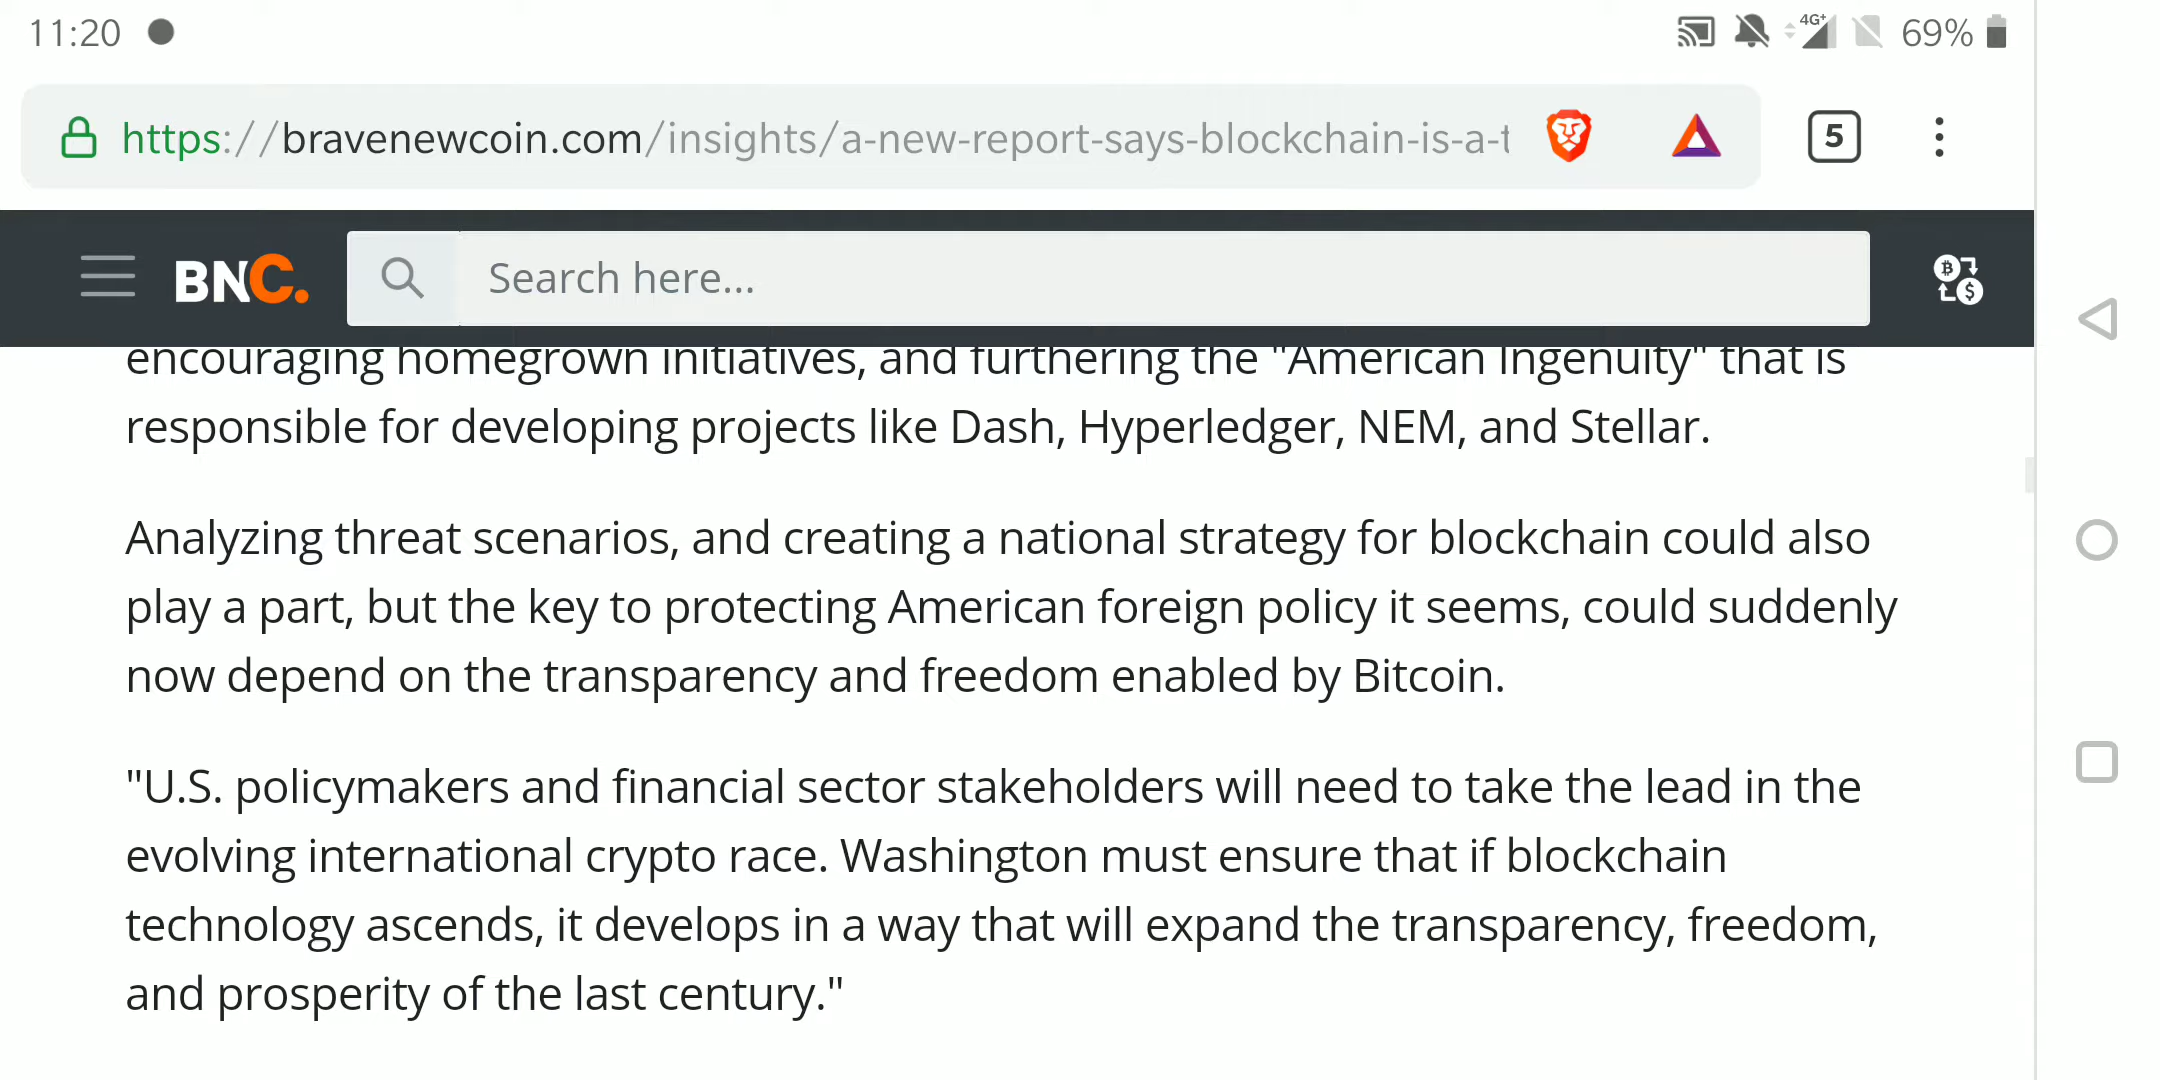 11:20
4G+
69%
https://bravenewcoin.com/insights/a-new-report-says-blockchain-is-a-t
5
BNC.
Search here...
encouraging homegrown initiatives, and furthering the "American Ingenuity" that is
responsible for developing projects like Dash, Hyperledger, NEM, and Stellar.
Analyzing threat scenarios, and creating a national strategy for blockchain could also
play a part, but the key to protecting American foreign policy it seems, could suddenly
now depend on the transparency and freedom enabled by Bitcoin.
"U.S. policymakers and financial sector stakeholders will need to take the lead in the
evolving international crypto race. Washington must ensure that if blockchain
technology ascends, it develops in a way that will expand the transparency, freedom,
and prosperity of the last century."